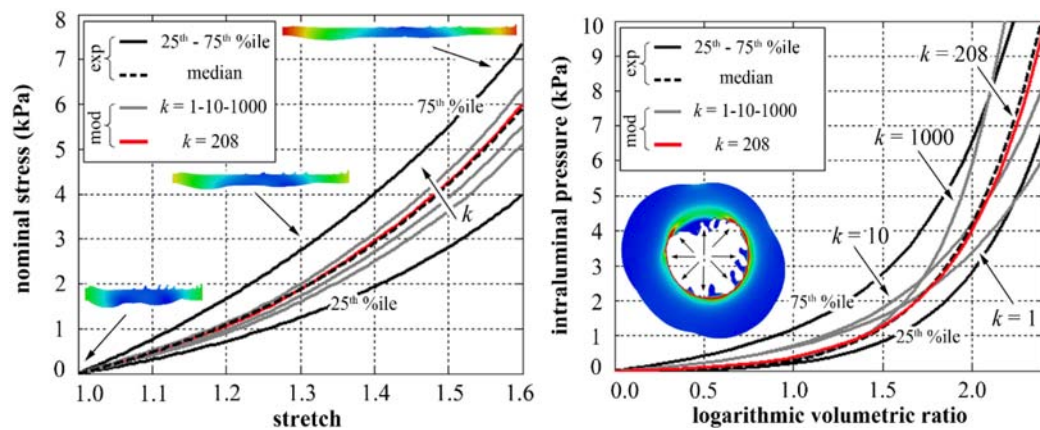 8
7
6
5
4
3
2
1
0
nominal stress (kPa)
exp
25th - 75th %ile
median
mod
k = 1-10-1000
k = 208
75th %ile
k
25th %ile
1.0 1.1 1.2 1.3 1.4 1.5 1.6
stretch
10
9
8
7
6
5
4
3
2
1
0
intraluminal pressure (kPa)
exp
25th - 75th %ile
median
mod
k = 1-10-1000
k = 208
k = 208
k = 1000
k = 10
75th %ile
k = 1
25th %ile
0.0 0.5 1.0 1.5 2.0
logarithmic volumetric ratio